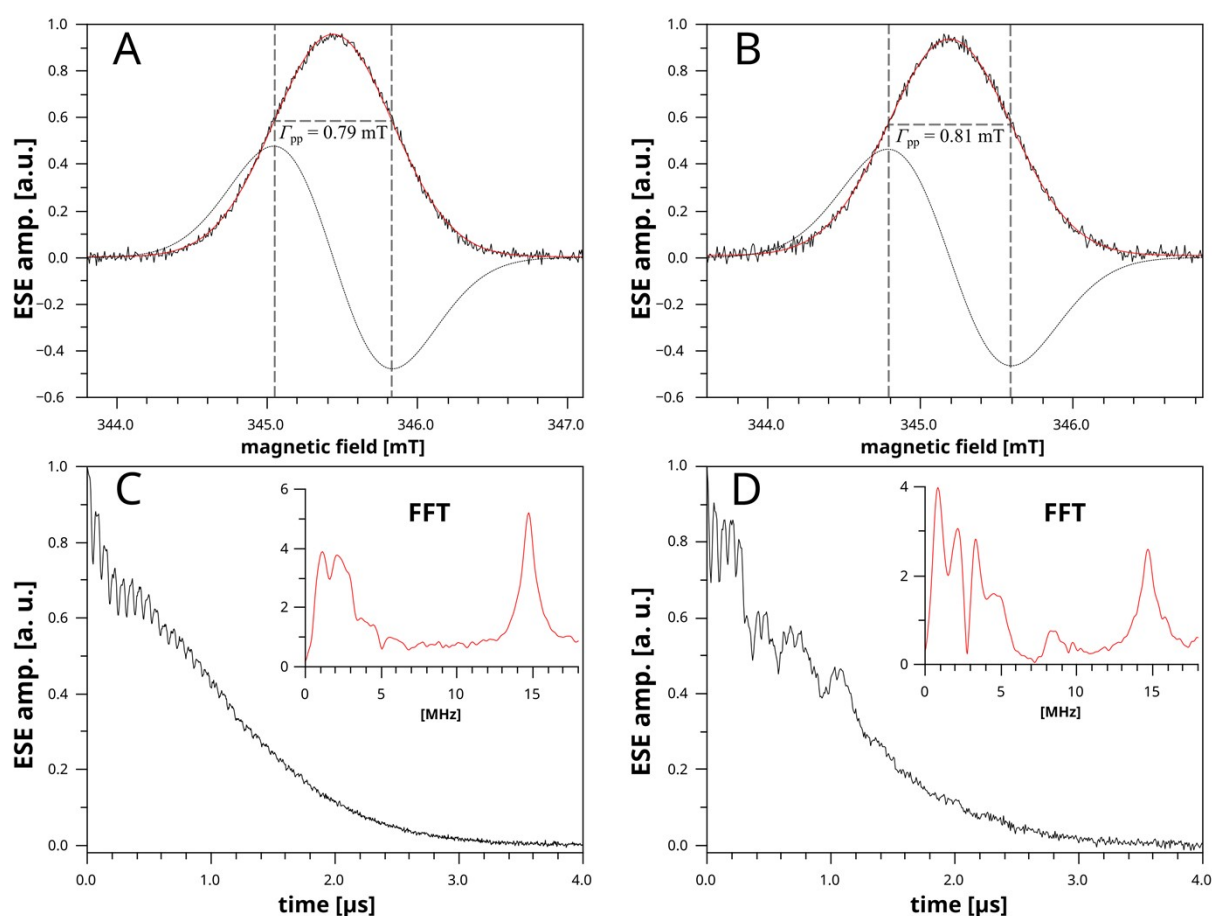 A
ESE amp. [a.u.]
1.0
0.8
0.6
0.4
0.2
0.0
−0.2
−0.4
−0.6
Γpp = 0.79 mT
344.0 345.0 346.0 347.0
magnetic field [mT]
B
ESE amp. [a.u.]
1.0
0.8
0.6
0.4
0.2
0.0
−0.2
−0.4
−0.6
Γpp = 0.81 mT
344.0 345.0 346.0
magnetic field [mT]
C
ESE amp. [a. u.]
1.0
0.8
0.6
0.4
0.2
0.0
FFT
6
4
2
0
0 5 10 15
[MHz]
0.0 1.0 2.0 3.0 4.0
time [µs]
D
ESE amp. [a. u.]
1.0
0.8
0.6
0.4
0.2
0.0
FFT
4
2
0
0 5 10 15
[MHz]
0.0 1.0 2.0 3.0 4.0
time [µs]